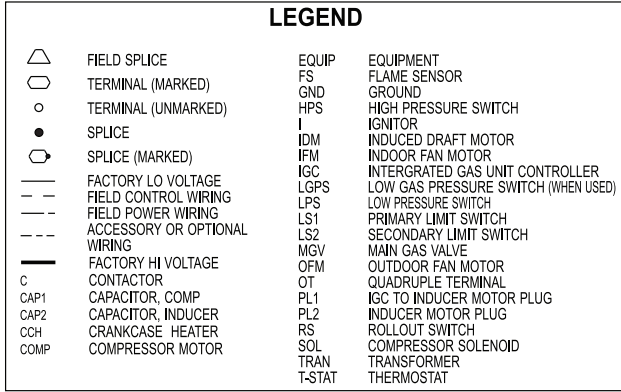 LEGEND
FIELD SPLICE
TERMINAL (MARKED)
TERMINAL (UNMARKED)
SPLICE
SPLICE (MARKED)
FACTORY LO VOLTAGE
FIELD CONTROL WIRING
FIELD POWER WIRING
ACCESSORY OR OPTIONAL
WIRING
FACTORY HI VOLTAGE
C CONTACTOR
CAP1 CAPACITOR, COMP
CAP2 CAPACITOR, INDUCER
CCH CRANKCASE HEATER
COMP COMPRESSOR MOTOR
EQUIP EQUIPMENT
FS FLAME SENSOR
GND GROUND
HPS HIGH PRESSURE SWITCH
I IGNITOR
IDM INDUCED DRAFT MOTOR
IFM INDOOR FAN MOTOR
IGC INTERGRATED GAS UNIT CONTROLLER
LGPS LOW GAS PRESSURE SWITCH (WHEN USED)
LPS LOW PRESSURE SWITCH
LS1 PRIMARY LIMIT SWITCH
LS2 SECONDARY LIMIT SWITCH
MGV MAIN GAS VALVE
OFM OUTDOOR FAN MOTOR
OT QUADRUPLE TERMINAL
PL1 IGC TO INDUCER MOTOR PLUG
PL2 INDUCER MOTOR PLUG
RS ROLLOUT SWITCH
SOL COMPRESSOR SOLENOID
TRAN TRANSFORMER
T-STAT THERMOSTAT